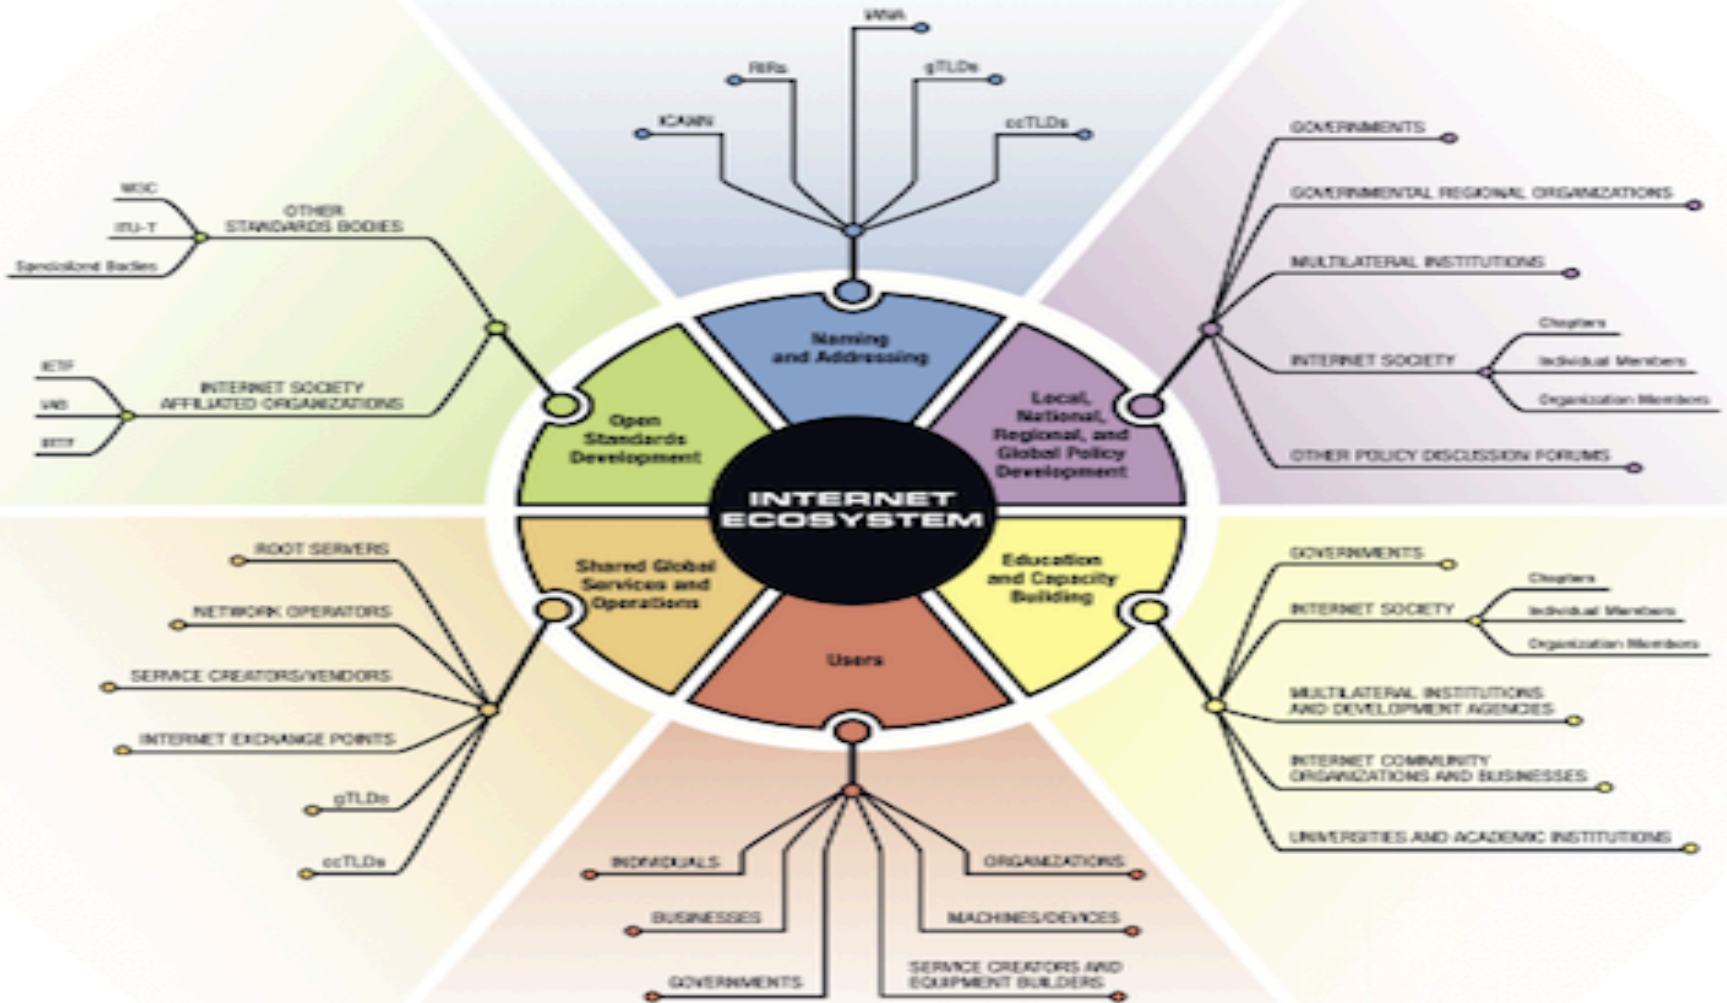 IANA
RIRs
gTLDs
ICANN
ccTLDs
Naming
and Addressing
GOVERNMENTS
GOVERNMENTAL REGIONAL ORGANIZATIONS
MULTILATERAL INSTITUTIONS
INTERNET SOCIETY
Chapters
Individual Members
Organization Members
OTHER POLICY DISCUSSION FORUMS
Local,
National,
Regional, and
Global Policy
Development
W3C
ITU-T
Specialized Bodies
OTHER
STANDARDS BODIES
IETF
IAB
IRTF
INTERNET SOCIETY
AFFILIATED ORGANIZATIONS
Open
Standards
Development
INTERNET
ECOSYSTEM
Shared Global
Services and
Operations
ROOT SERVERS
NETWORK OPERATORS
SERVICE CREATORS/VENDORS
INTERNET EXCHANGE POINTS
gTLDs
ccTLDs
Users
INDIVIDUALS
BUSINESSES
GOVERNMENTS
ORGANIZATIONS
MACHINES/DEVICES
SERVICE CREATORS AND
EQUIPMENT BUILDERS
Education
and Capacity
Building
GOVERNMENTS
INTERNET SOCIETY
Chapters
Individual Members
Organization Members
MULTILATERAL INSTITUTIONS
AND DEVELOPMENT AGENCIES
INTERNET COMMUNITY
ORGANIZATIONS AND BUSINESSES
UNIVERSITIES AND ACADEMIC INSTITUTIONS